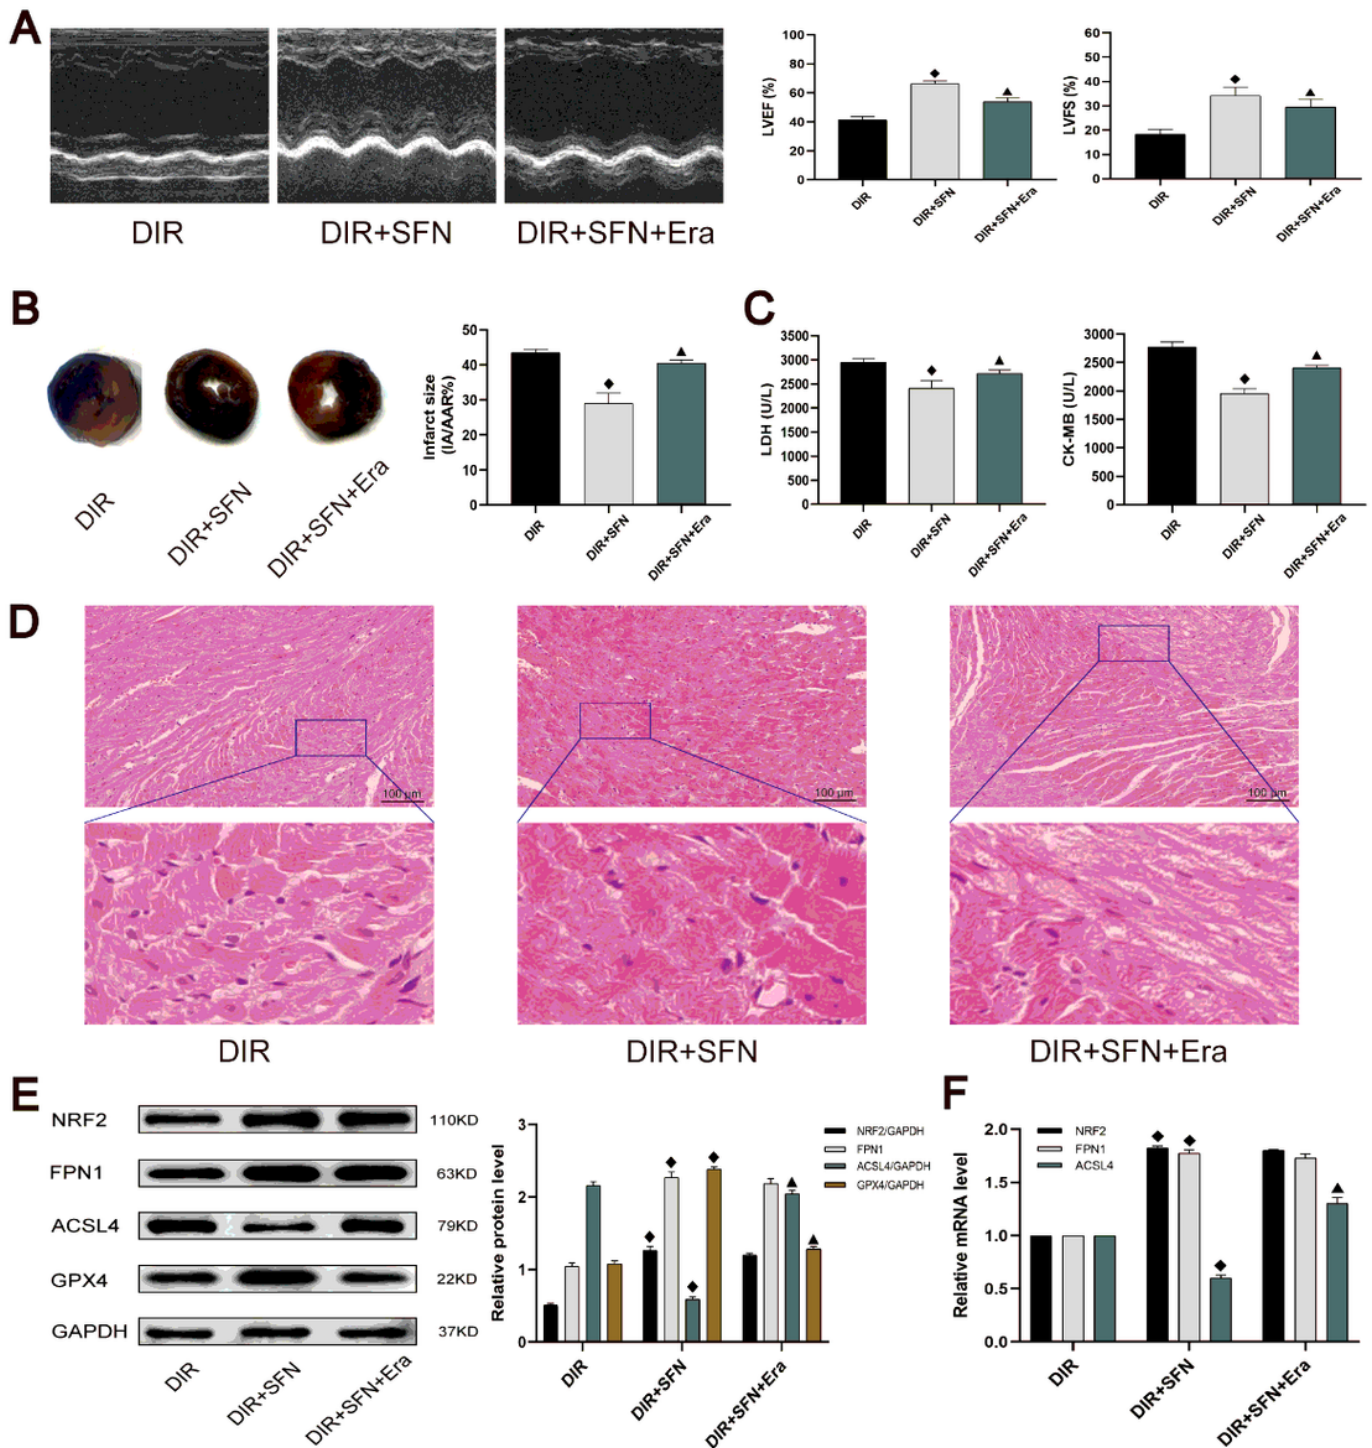 A
DIR
DIR+SFN
DIR+SFN+Era
LVEF (%)
100
80
60
40
20
0
DIR
DIR+SFN
DIR+SFN+Era
LVFS (%)
60
50
40
30
20
10
0
DIR
DIR+SFN
DIR+SFN+Era
B
DIR
DIR+SFN
DIR+SFN+Era
Infarct size
(IA/AAR%)
50
40
30
20
10
0
DIR
DIR+SFN
DIR+SFN+Era
C
LDH (U/L)
3500
3000
2500
2000
1500
1000
500
0
DIR
DIR+SFN
DIR+SFN+Era
CK-MB (U/L)
3000
2500
2000
1500
1000
500
0
DIR
DIR+SFN
DIR+SFN+Era
D
100 μm
100 μm
100 μm
DIR
DIR+SFN
DIR+SFN+Era
E
NRF2
110KD
FPN1
63KD
ACSL4
79KD
GPX4
22KD
GAPDH
37KD
DIR
DIR+SFN
DIR+SFN+Era
Relative protein level
3
2
1
0
NRF2/GAPDH
FPN1
ACSL4/GAPDH
GPX4/GAPDH
DIR
DIR+SFN
DIR+SFN+Era
F
Relative mRNA level
2.0
1.5
1.0
0.5
0.0
NRF2
FPN1
ACSL4
DIR
DIR+SFN
DIR+SFN+Era